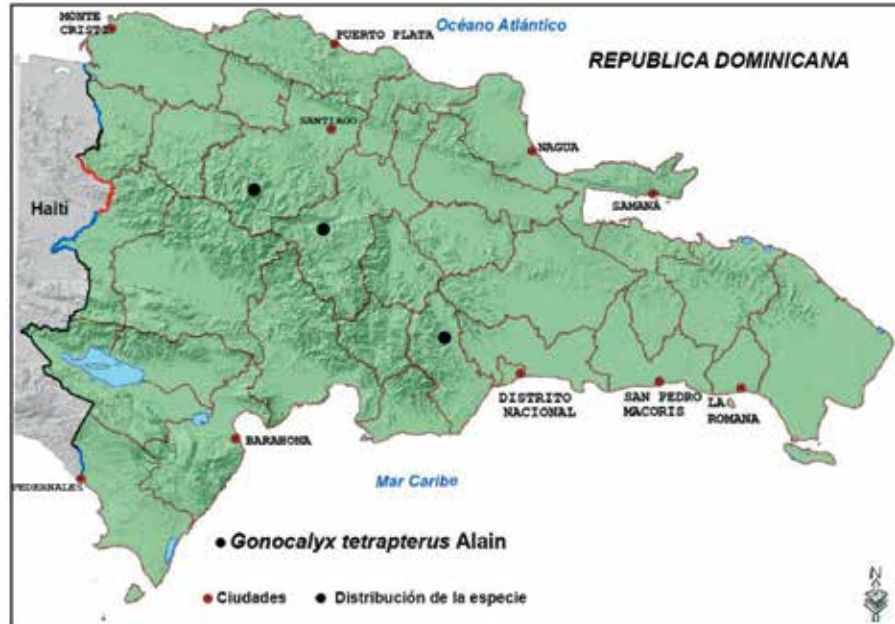 MONTE
CRISTI
PUERTO PLATA
Océano Atlántico
REPUBLICA DOMINICANA
SANTIAGO
NAGUA
SAMANÁ
Haití
DISTRITO
NACIONAL
SAN PEDRO
MACORIS
LA
ROMANA
BARAHONA
Mar Caribe
PEDERNALES
Gonocalyx tetrapterus Alain
Ciudades
Distribución de la especie
N